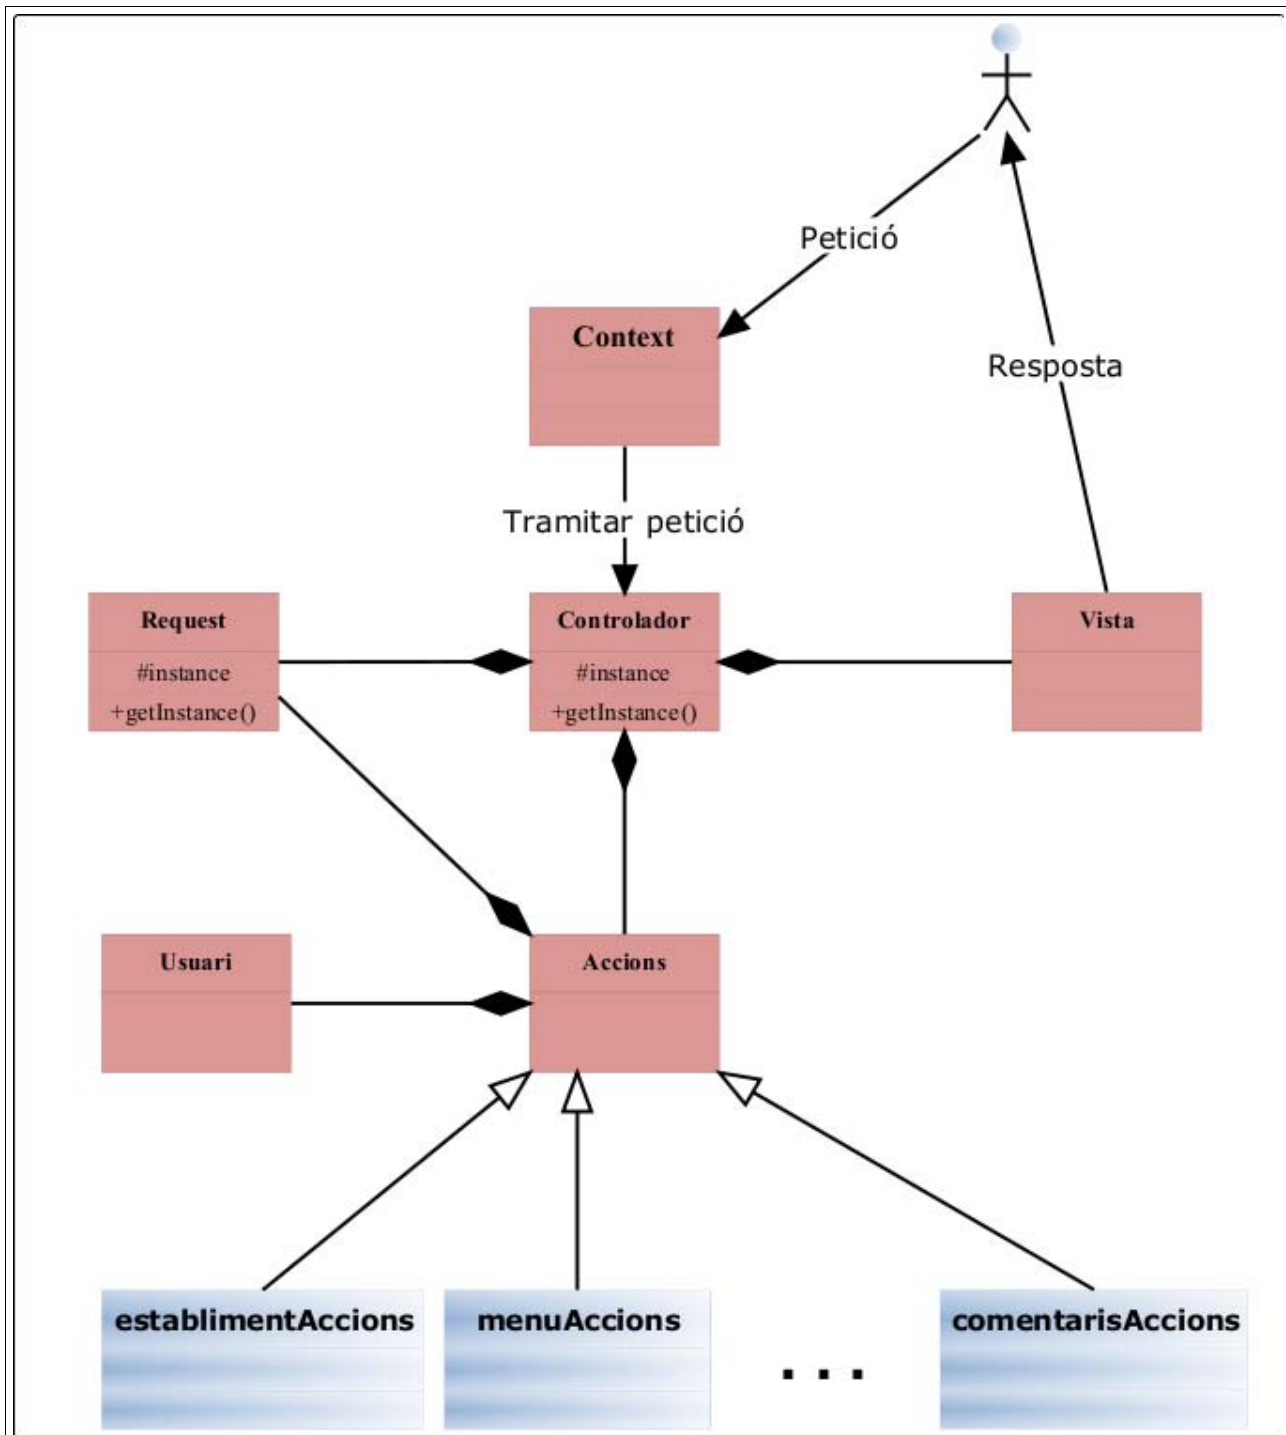 Petició
Context
Resposta
Tramitar petició
Request
#instance
+getInstance()
Controlador
#instance
+getInstance()
Vista
Usuari
Accions
establimentAccions
menuAccions
...
comentarisAccions